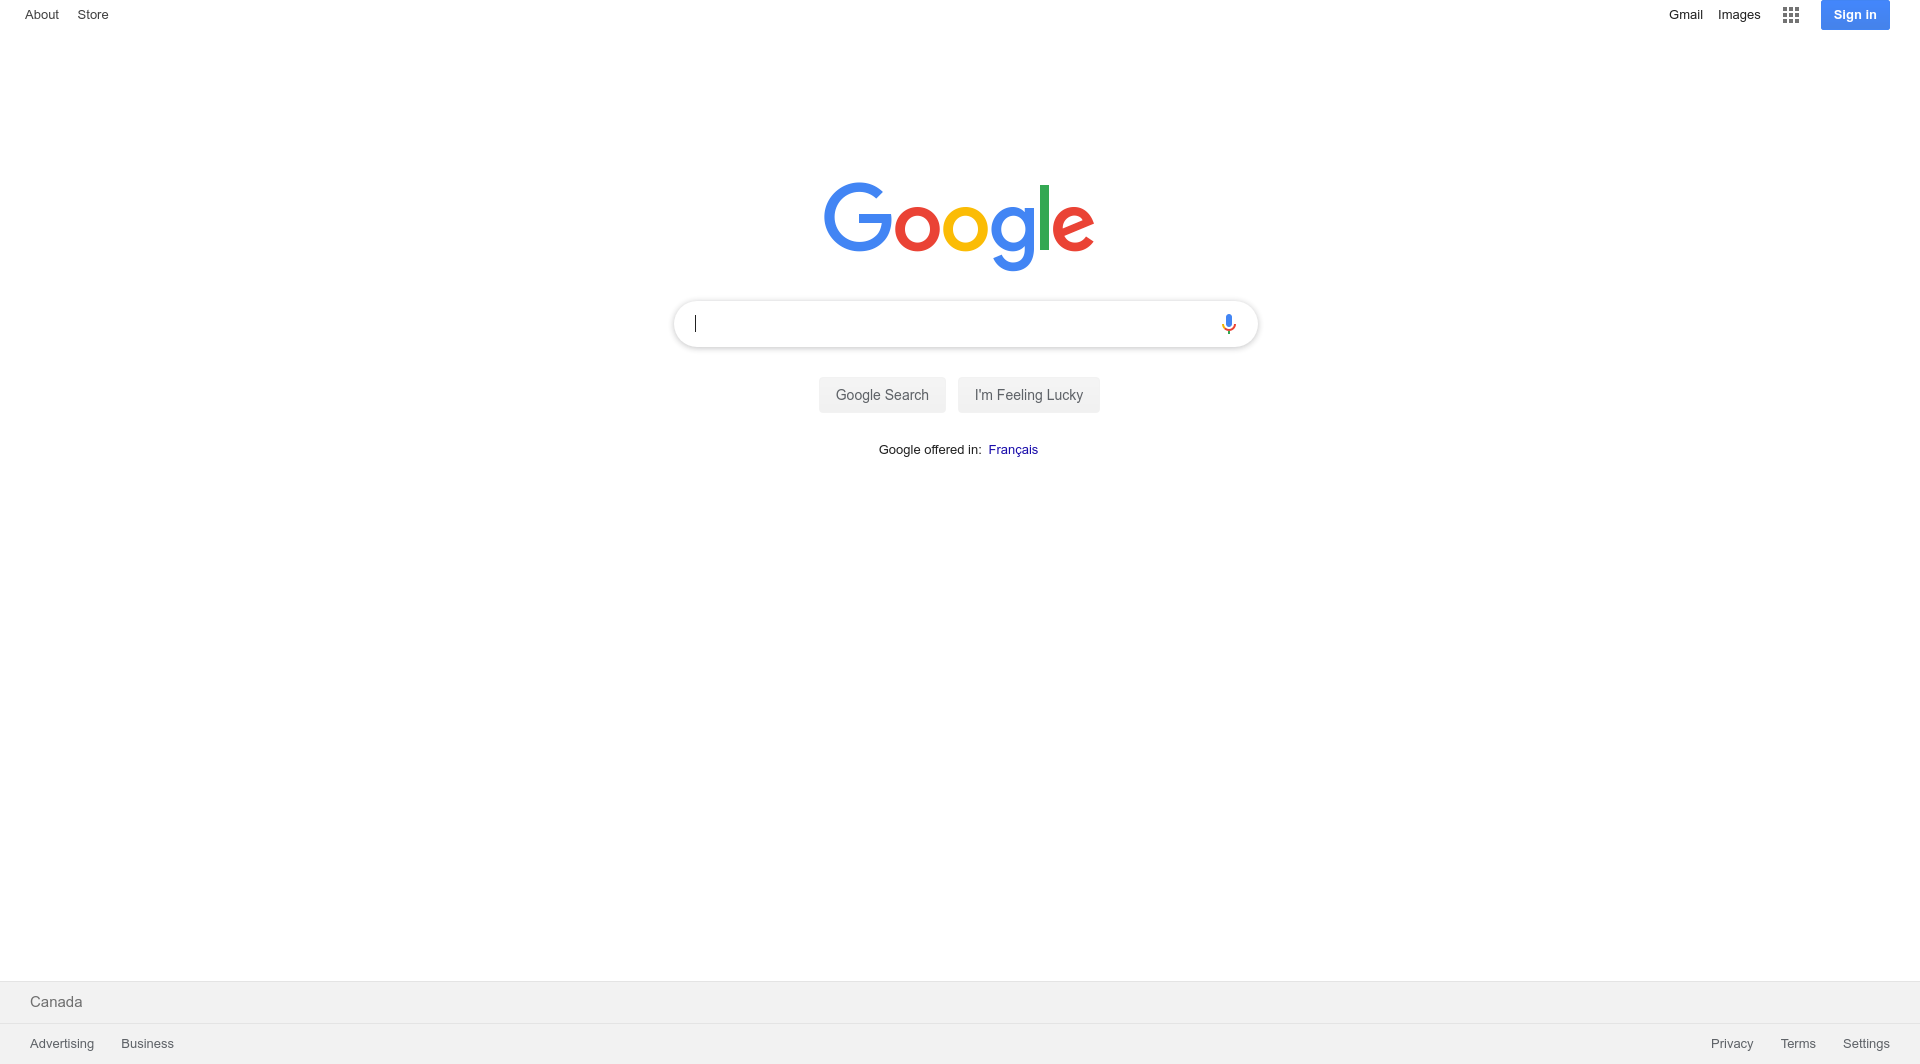 About Store Gmail Images Sign in
Google
Google Search I'm Feeling Lucky
Google offered in: Français
Canada
Advertising Business Privacy Terms Settings